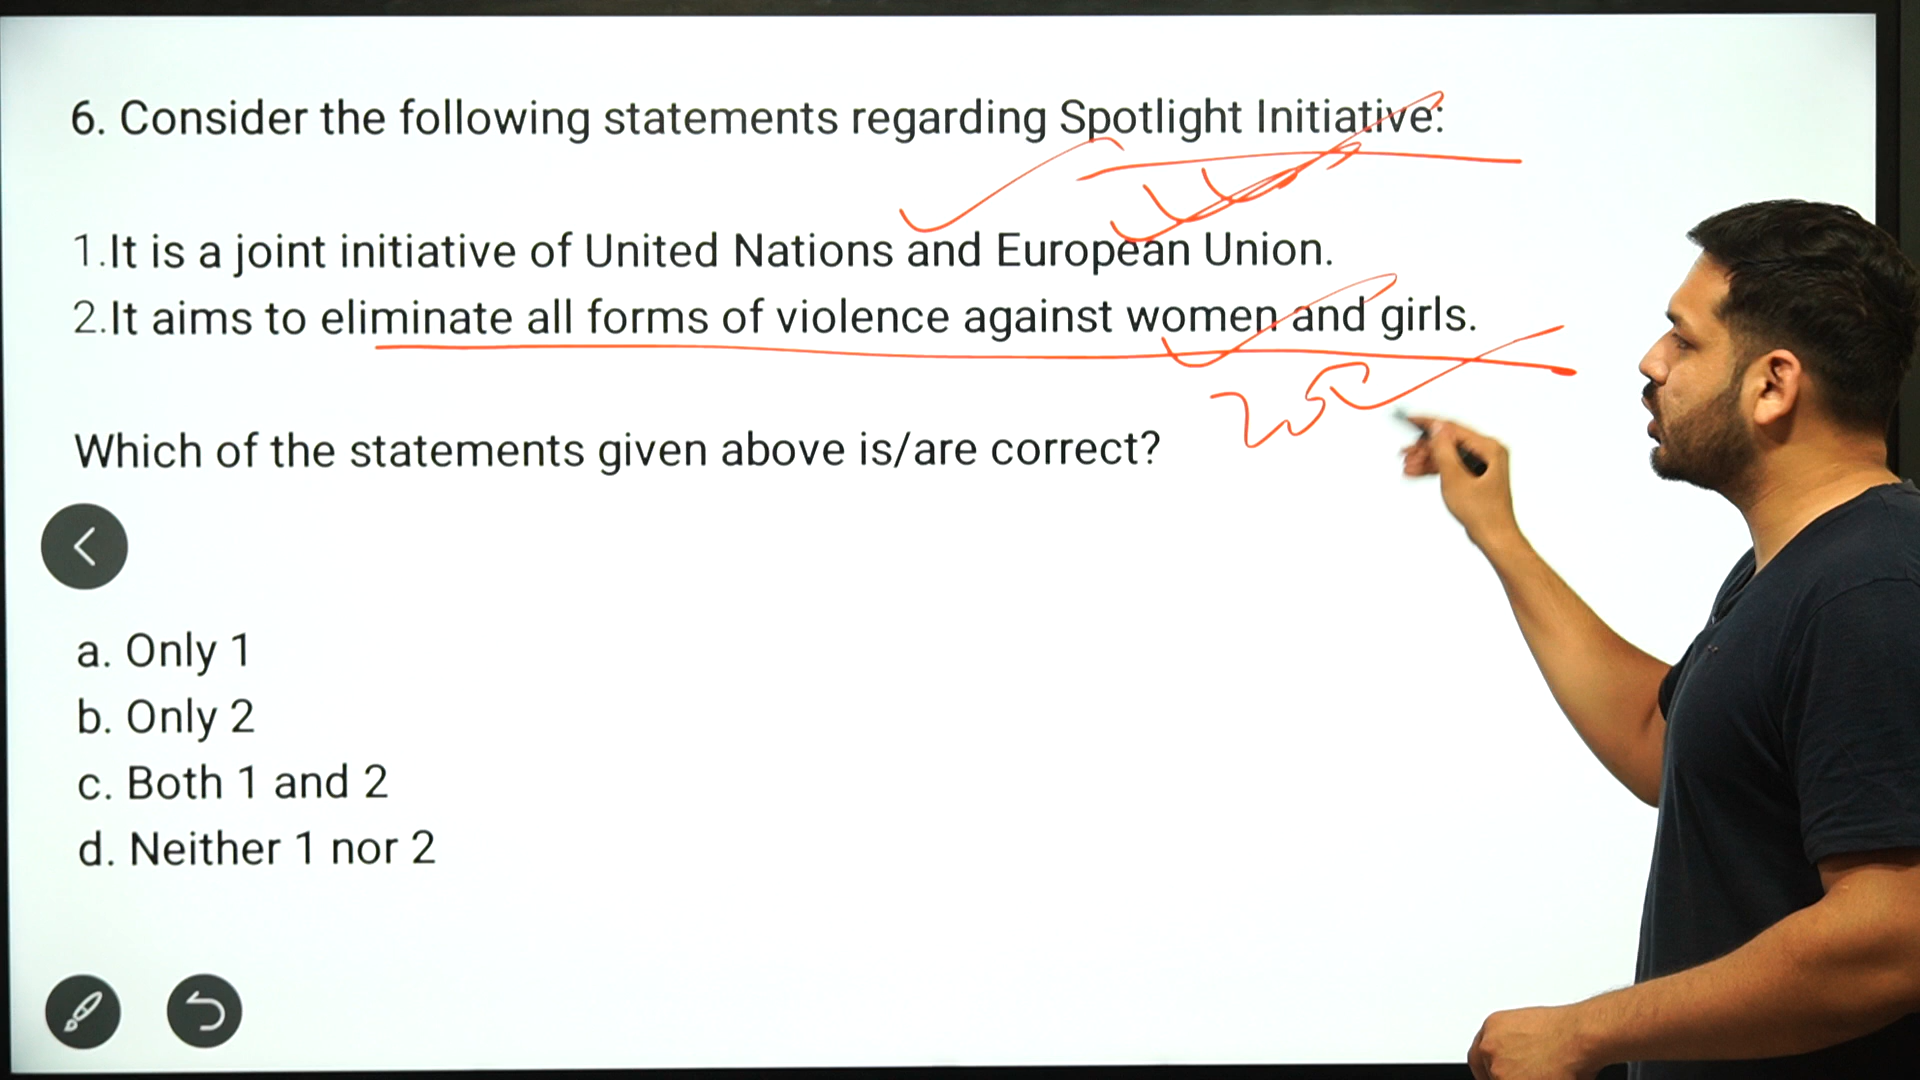 6. Consider the following statements regarding Spotlight Initiative:
1.It is a joint initiative of United Nations and European Union.
2.It aims to eliminate all forms of violence against women and girls.
Which of the statements given above is/are correct?
a. Only 1
b. Only 2
c. Both 1 and 2
d. Neither 1 nor 2